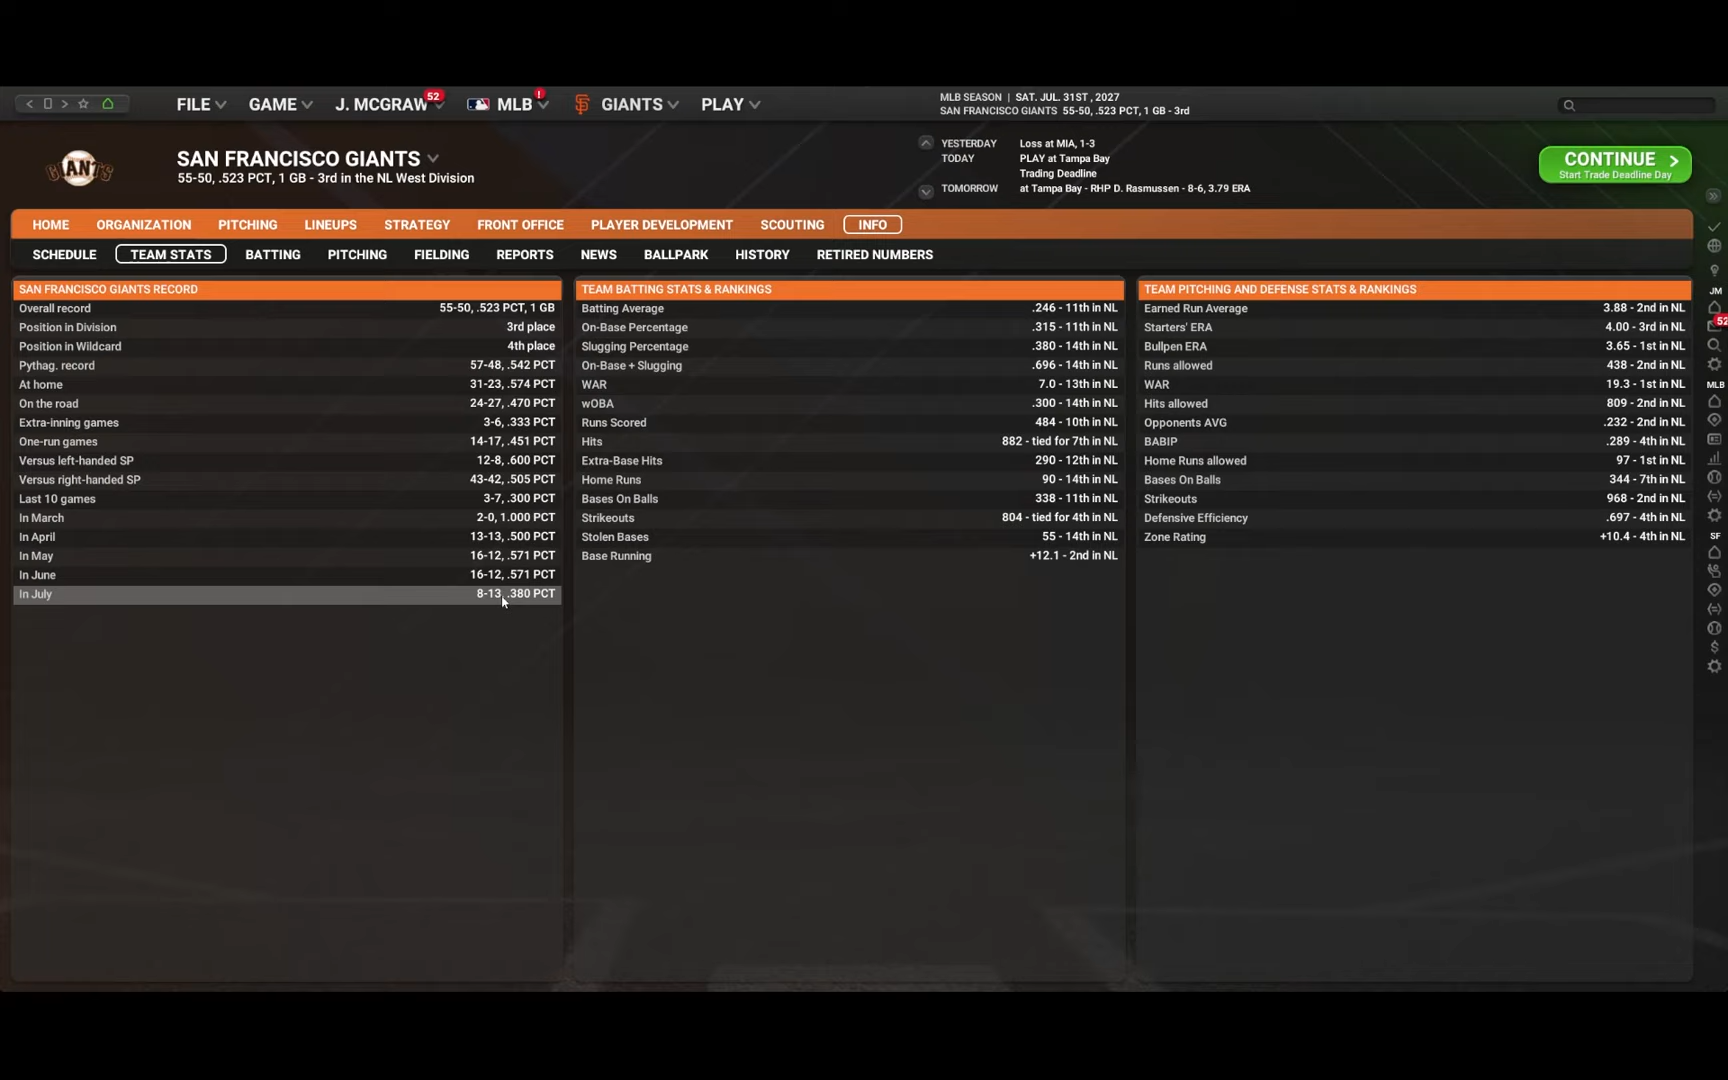 FILE GAME J. MCGRAW 52 MLB ! GIANTS PLAY
MLB SEASON | SAT. JUL. 31ST , 2027
SAN FRANCISCO GIANTS 55-50, .523 PCT, 1 GB - 3rd
SAN FRANCISCO GIANTS
55-50, .523 PCT, 1 GB - 3rd in the NL West Division
YESTERDAY Loss at MIA, 1-3
TODAY PLAY at Tampa Bay
Trading Deadline
TOMORROW at Tampa Bay - RHP D. Rasmussen - 8-6, 3.79 ERA
CONTINUE
Start Trade Deadline Day
GIANTS
HOME ORGANIZATION PITCHING LINEUPS STRATEGY FRONT OFFICE PLAYER DEVELOPMENT SCOUTING INFO
SCHEDULE TEAM STATS BATTING PITCHING FIELDING REPORTS NEWS BALLPARK HISTORY RETIRED NUMBERS
SAN FRANCISCO GIANTS RECORD
Overall record 55-50, .523 PCT, 1 GB
Position in Division 3rd place
Position in Wildcard 4th place
Pythag. record 57-48, .542 PCT
At home 31-23, .574 PCT
On the road 24-27, .470 PCT
Extra-inning games 3-6, .333 PCT
One-run games 14-17, .451 PCT
Versus left-handed SP 12-8, .600 PCT
Versus right-handed SP 43-42, .505 PCT
Last 10 games 3-7, .300 PCT
In March 2-0, 1.000 PCT
In April 13-13, .500 PCT
In May 16-12, .571 PCT
In June 16-12, .571 PCT
In July 8-13, .380 PCT
TEAM BATTING STATS & RANKINGS
Batting Average .246 - 11th in NL
On-Base Percentage .315 - 11th in NL
Slugging Percentage .380 - 14th in NL
On-Base + Slugging .696 - 14th in NL
WAR 7.0 - 13th in NL
wOBA .300 - 14th in NL
Runs Scored 484 - 10th in NL
Hits 882 - tied for 7th in NL
Extra-Base Hits 290 - 12th in NL
Home Runs 90 - 14th in NL
Bases On Balls 338 - 11th in NL
Strikeouts 804 - tied for 4th in NL
Stolen Bases 55 - 14th in NL
Base Running +12.1 - 2nd in NL
TEAM PITCHING AND DEFENSE STATS & RANKINGS
Earned Run Average 3.88 - 2nd in NL
Starters' ERA 4.00 - 3rd in NL
Bullpen ERA 3.65 - 1st in NL
Runs allowed 438 - 2nd in NL
WAR 19.3 - 1st in NL
Hits allowed 809 - 2nd in NL
Opponents AVG .232 - 2nd in NL
BABIP .289 - 4th in NL
Home Runs allowed 97 - 1st in NL
Bases On Balls 344 - 7th in NL
Strikeouts 968 - 2nd in NL
Defensive Efficiency .697 - 4th in NL
Zone Rating +10.4 - 4th in NL
JM
52
MLB
SF